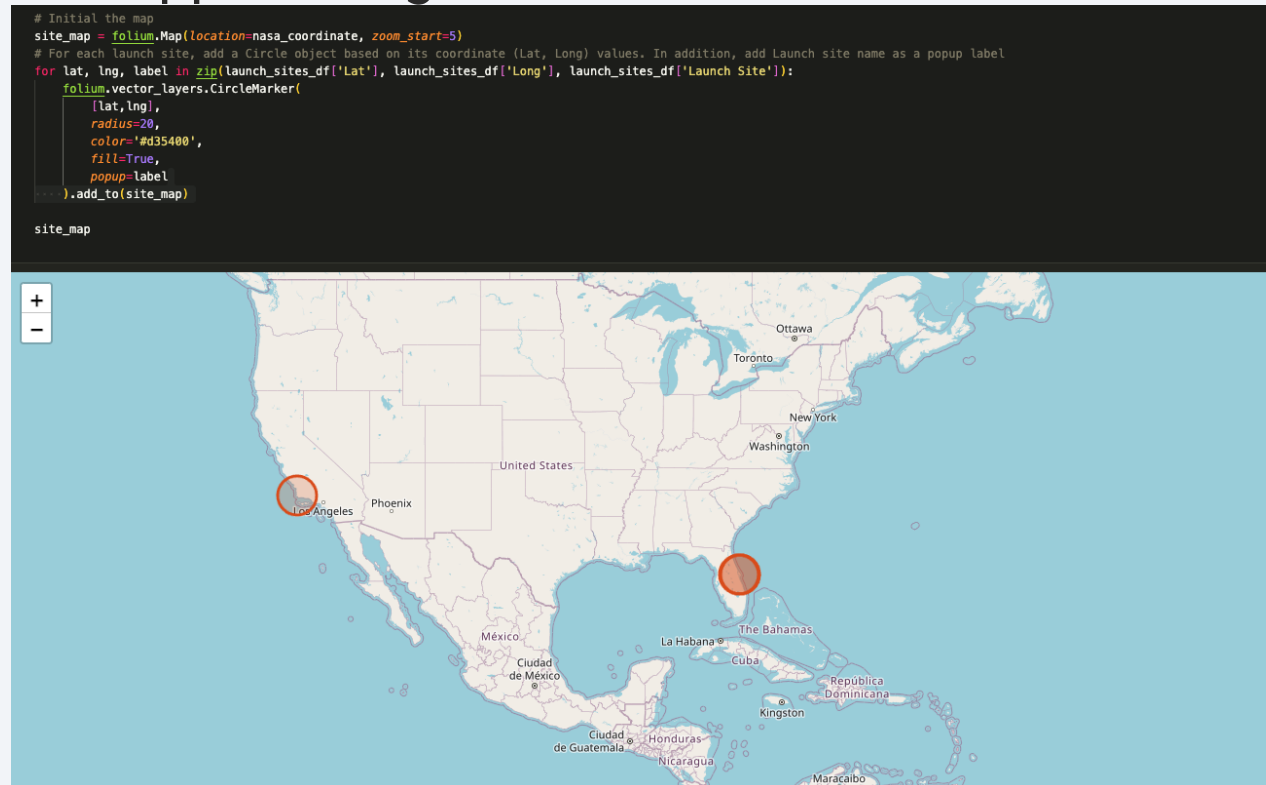 # Initial the map
site_map = folium.Map(location=nasa_coordinate, zoom_start=5)
# For each launch site, add a Circle object based on its coordinate (Lat, Long) values. In addition, add Launch site name as a popup label
for lat, lng, label in zip(launch_sites_df['Lat'], launch_sites_df['Long'], launch_sites_df['Launch Site']):
    folium.vector_layers.CircleMarker(
        [lat,lng],
        radius=20,
        color='#d35400',
        fill=True,
        popup=label
    ).add_to(site_map)
site_map
+
−
Ottawa
Toronto
New York
Washington
United States
Phoenix
Los Angeles
The Bahamas
México
La Habana
Cuba
Ciudad
de México
República
Dominicana
Kingston
Ciudad
de Guatemala
Honduras
Nicaragua
Maracaibo